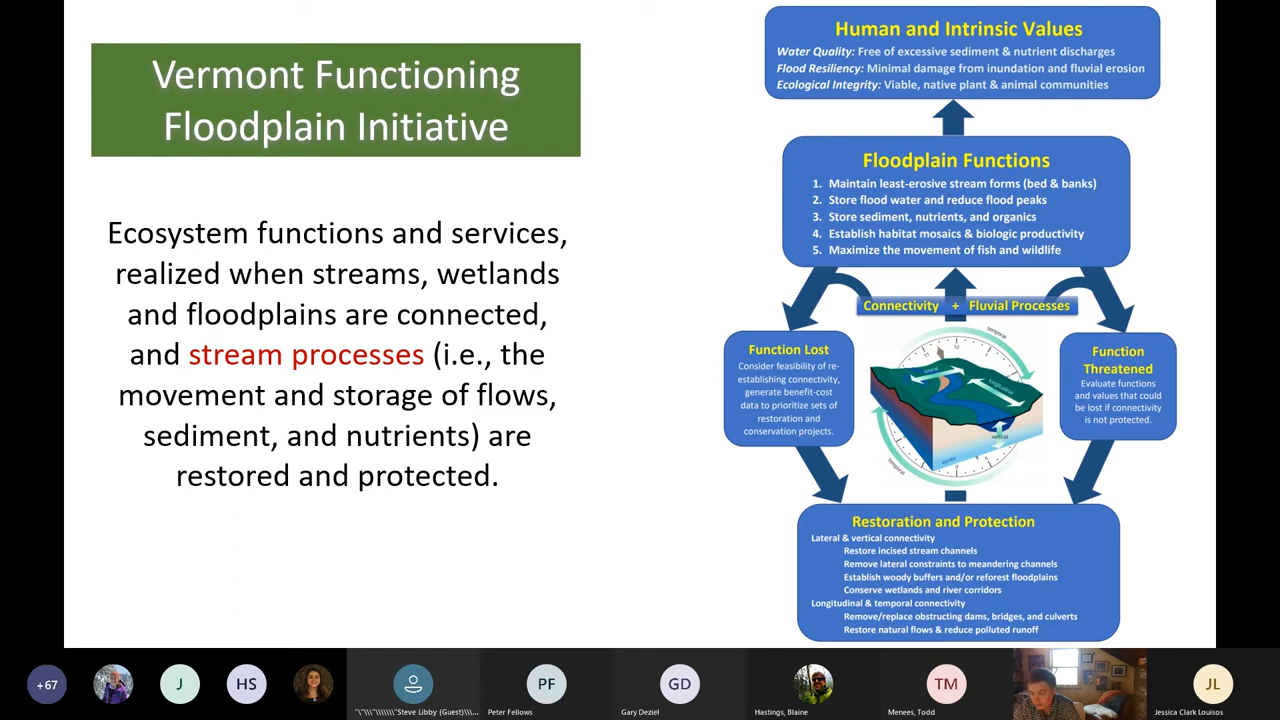 Vermont Functioning
Floodplain Initiative
Ecosystem functions and services,
realized when streams, wetlands
and floodplains are connected,
and stream processes (i.e., the
movement and storage of flows,
sediment, and nutrients) are
restored and protected.
Human and Intrinsic Values
Water Quality: Free of excessive sediment & nutrient discharges
Flood Resiliency: Minimal damage from inundation and fluvial erosion
Ecological Integrity: Viable, native plant & animal communities
Floodplain Functions
1. Maintain least-erosive stream forms (bed & banks)
2. Store flood water and reduce flood peaks
3. Store sediment, nutrients, and organics
4. Establish habitat mosaics & biologic productivity
5. Maximize the movement of fish and wildlife
Connectivity + Fluvial Processes
Function Lost
Consider feasibility of re-
establishing connectivity,
generate benefit-cost
data to prioritize sets of
restoration and
conservation projects.
temporal
12
11
lateral
longitudinal
vertical
aquifer
temporal
Function
Threatened
Evaluate functions
and values that could
be lost if connectivity
is not protected.
Restoration and Protection
Lateral & vertical connectivity
Restore incised stream channels
Remove lateral constraints to meandering channels
Establish woody buffers and/or reforest floodplains
Conserve wetlands and river corridors
Longitudinal & temporal connectivity
Remove/replace obstructing dams, bridges, and culverts
Restore natural flows & reduce polluted runoff
+67
J
HS
"\"\\"\\\\\\\"Steve Libby (Guest)\\\...
PF
Peter Fellows
GD
Gary Deziel
Hastings, Blaine
TM
Menees, Todd
JL
Jessica Clark Louisos